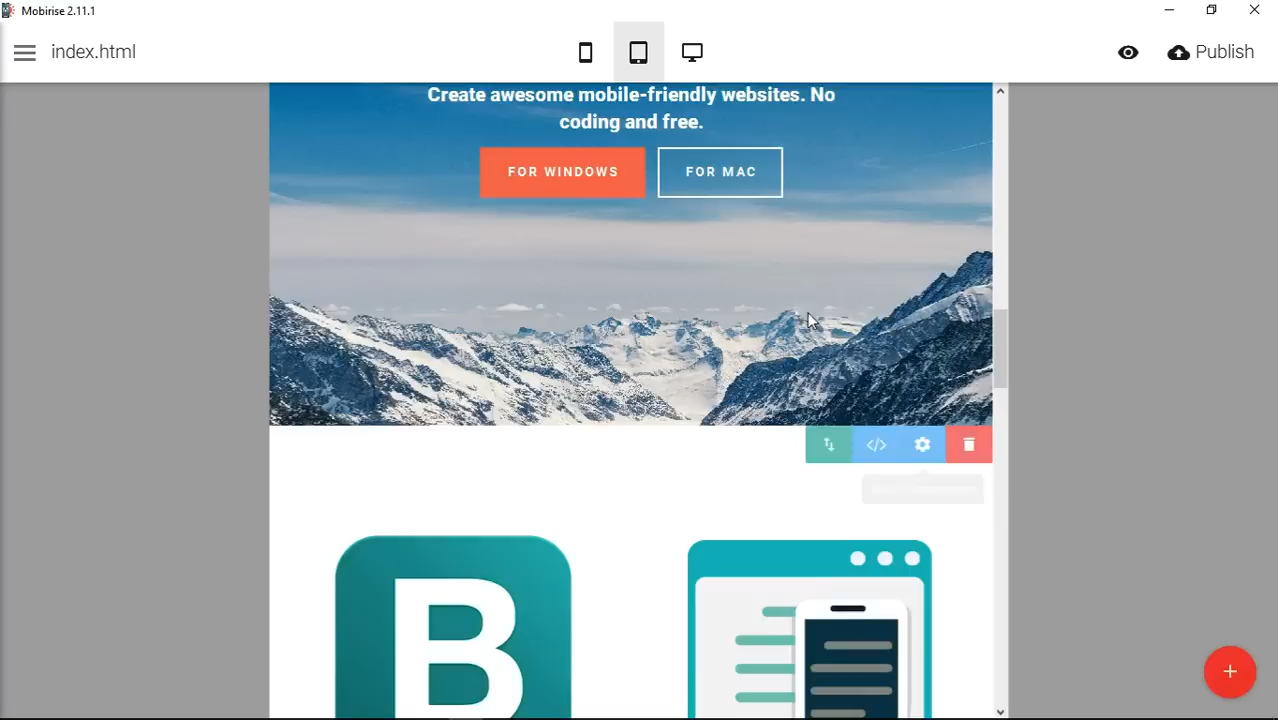 Mobirise 2.11.1
index.html
Publish
Create awesome mobile-friendly websites. No
coding and free.
FOR WINDOWS
FOR MAC
</>
B
+